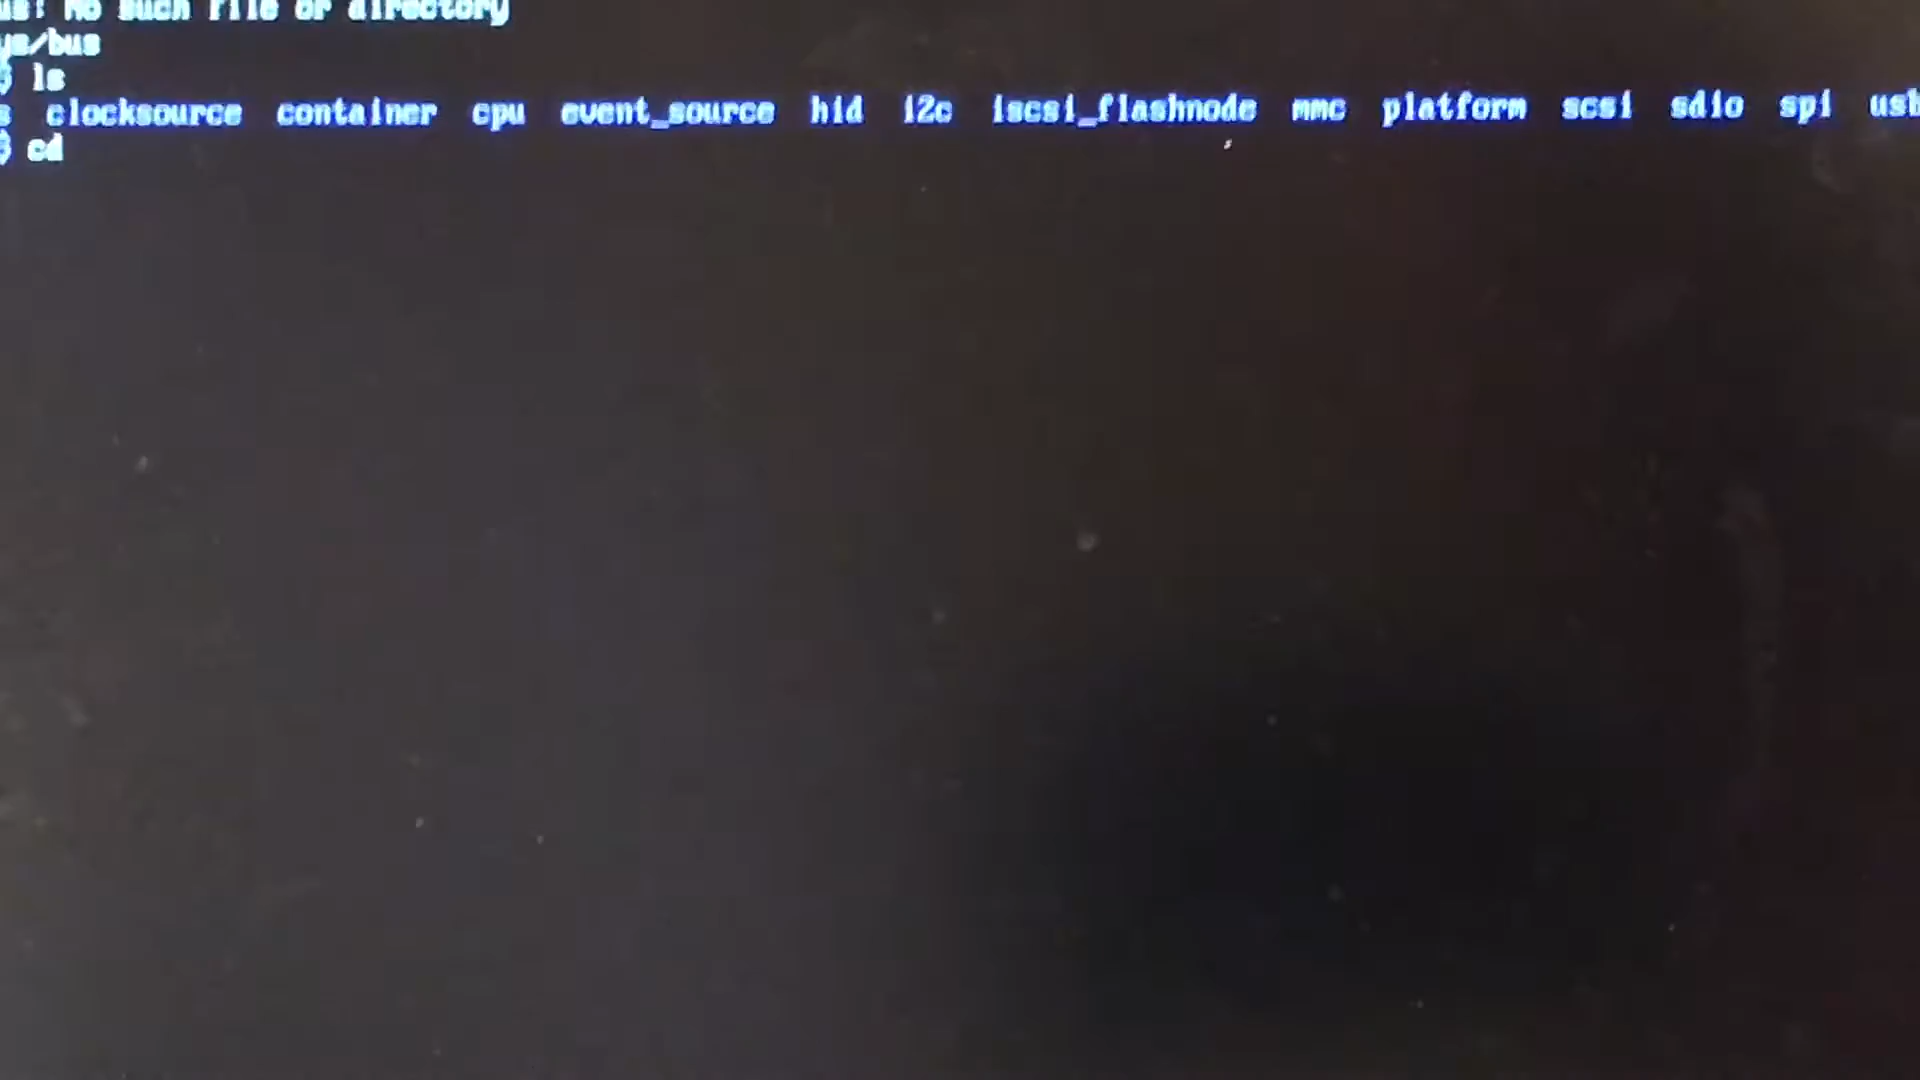 us: No such file or directory
ys/bus
$ ls
s clocksource container cpu event_source hid i2c iscsi_flashnode mmc platform scsi sdio spi usb
$ cd